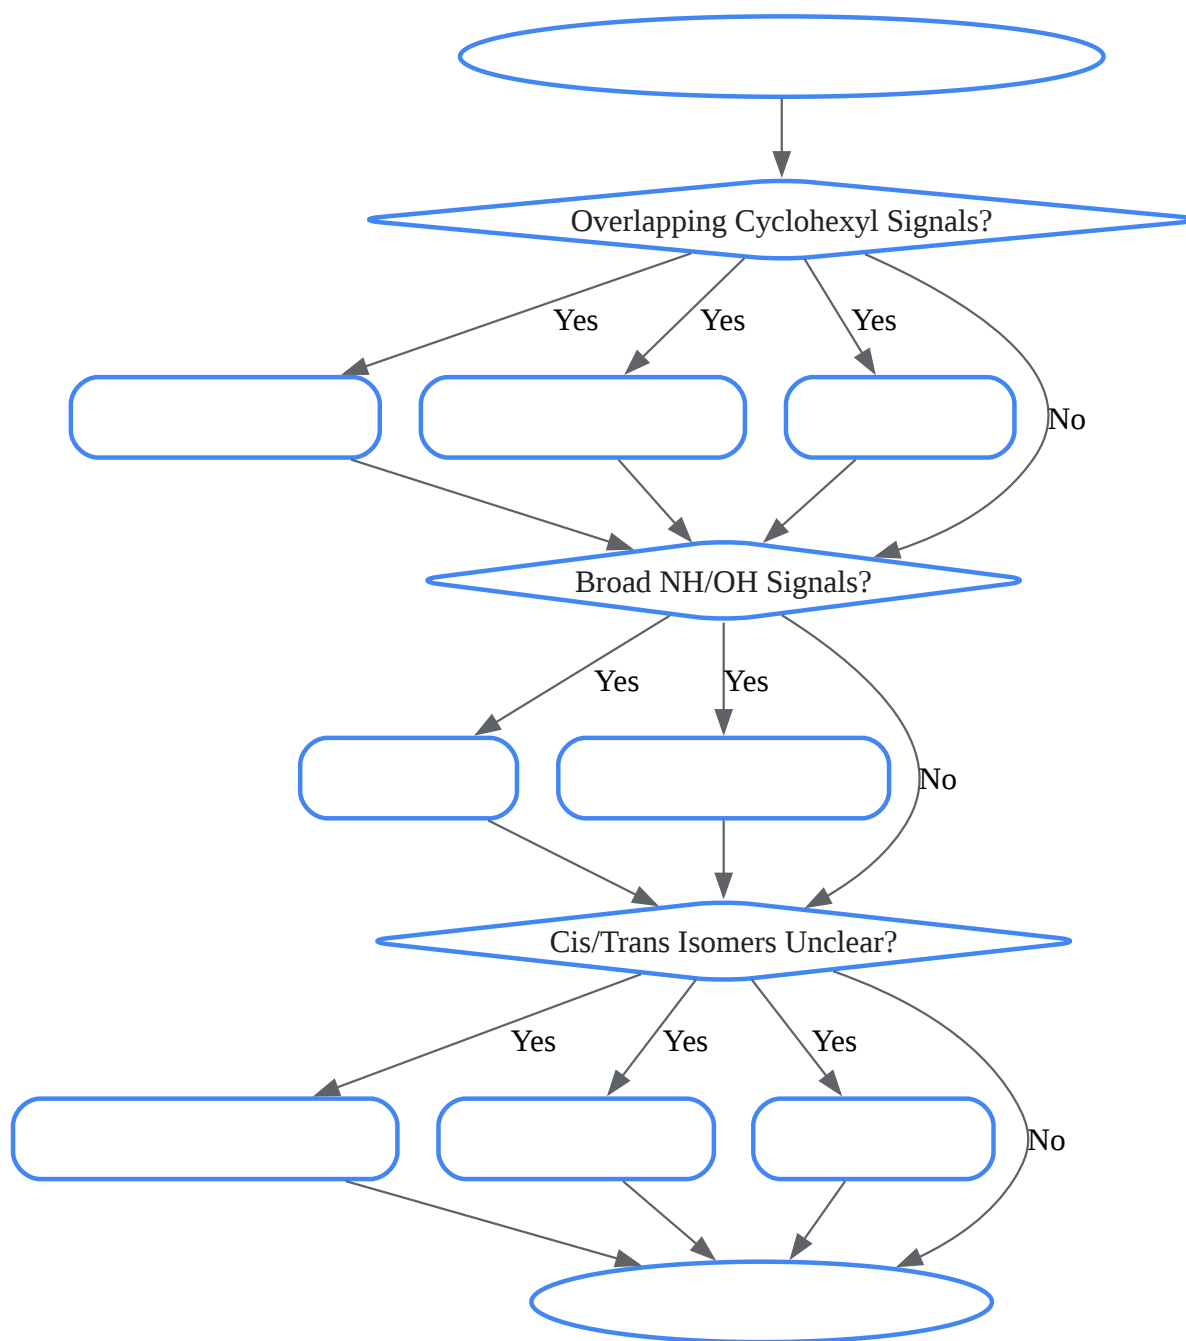 Overlapping Cyclohexyl Signals?
Yes
Yes
Yes
No
Broad NH/OH Signals?
Yes
Yes
No
Cis/Trans Isomers Unclear?
Yes
Yes
Yes
No